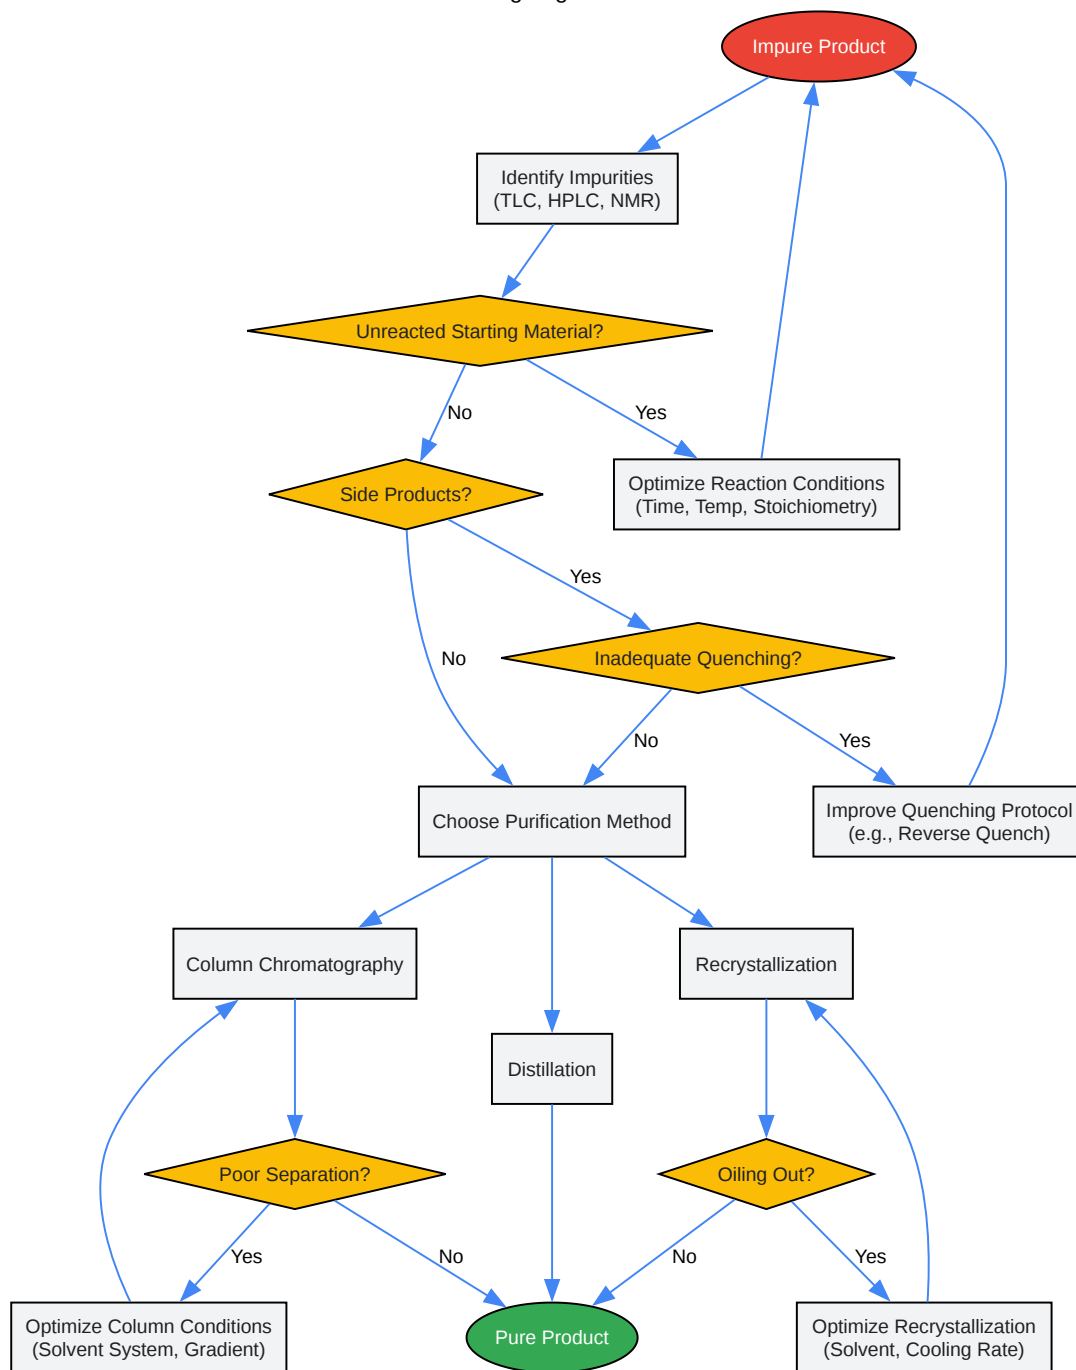 Impure Product
Identify Impurities
(TLC, HPLC, NMR)
Unreacted Starting Material?
No
Yes
Side Products?
Optimize Reaction Conditions
(Time, Temp, Stoichiometry)
Yes
No
Inadequate Quenching?
No
Yes
Choose Purification Method
Improve Quenching Protocol
(e.g., Reverse Quench)
Column Chromatography
Recrystallization
Distillation
Poor Separation?
Oiling Out?
Yes
No
No
Yes
Optimize Column Conditions
(Solvent System, Gradient)
Pure Product
Optimize Recrystallization
(Solvent, Cooling Rate)